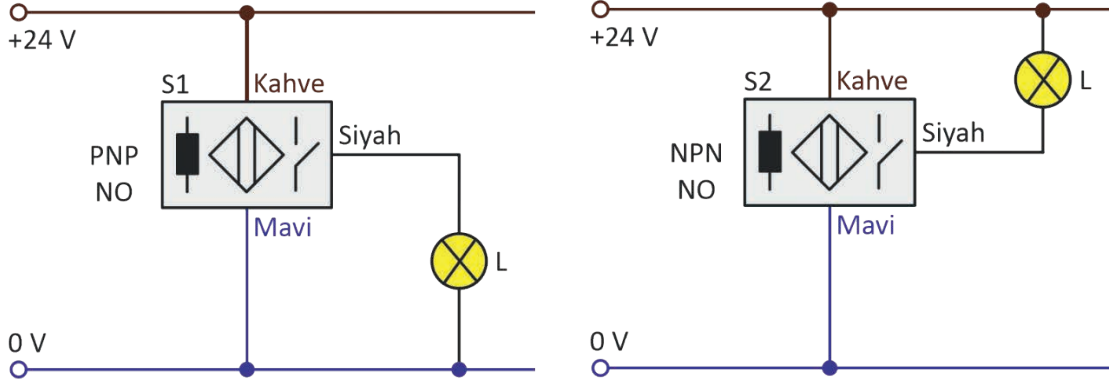 +24 V
S1
Kahve
PNP
NO
Siyah
Mavi
L
0 V
+24 V
S2
Kahve
L
NPN
NO
Siyah
Mavi
0 V